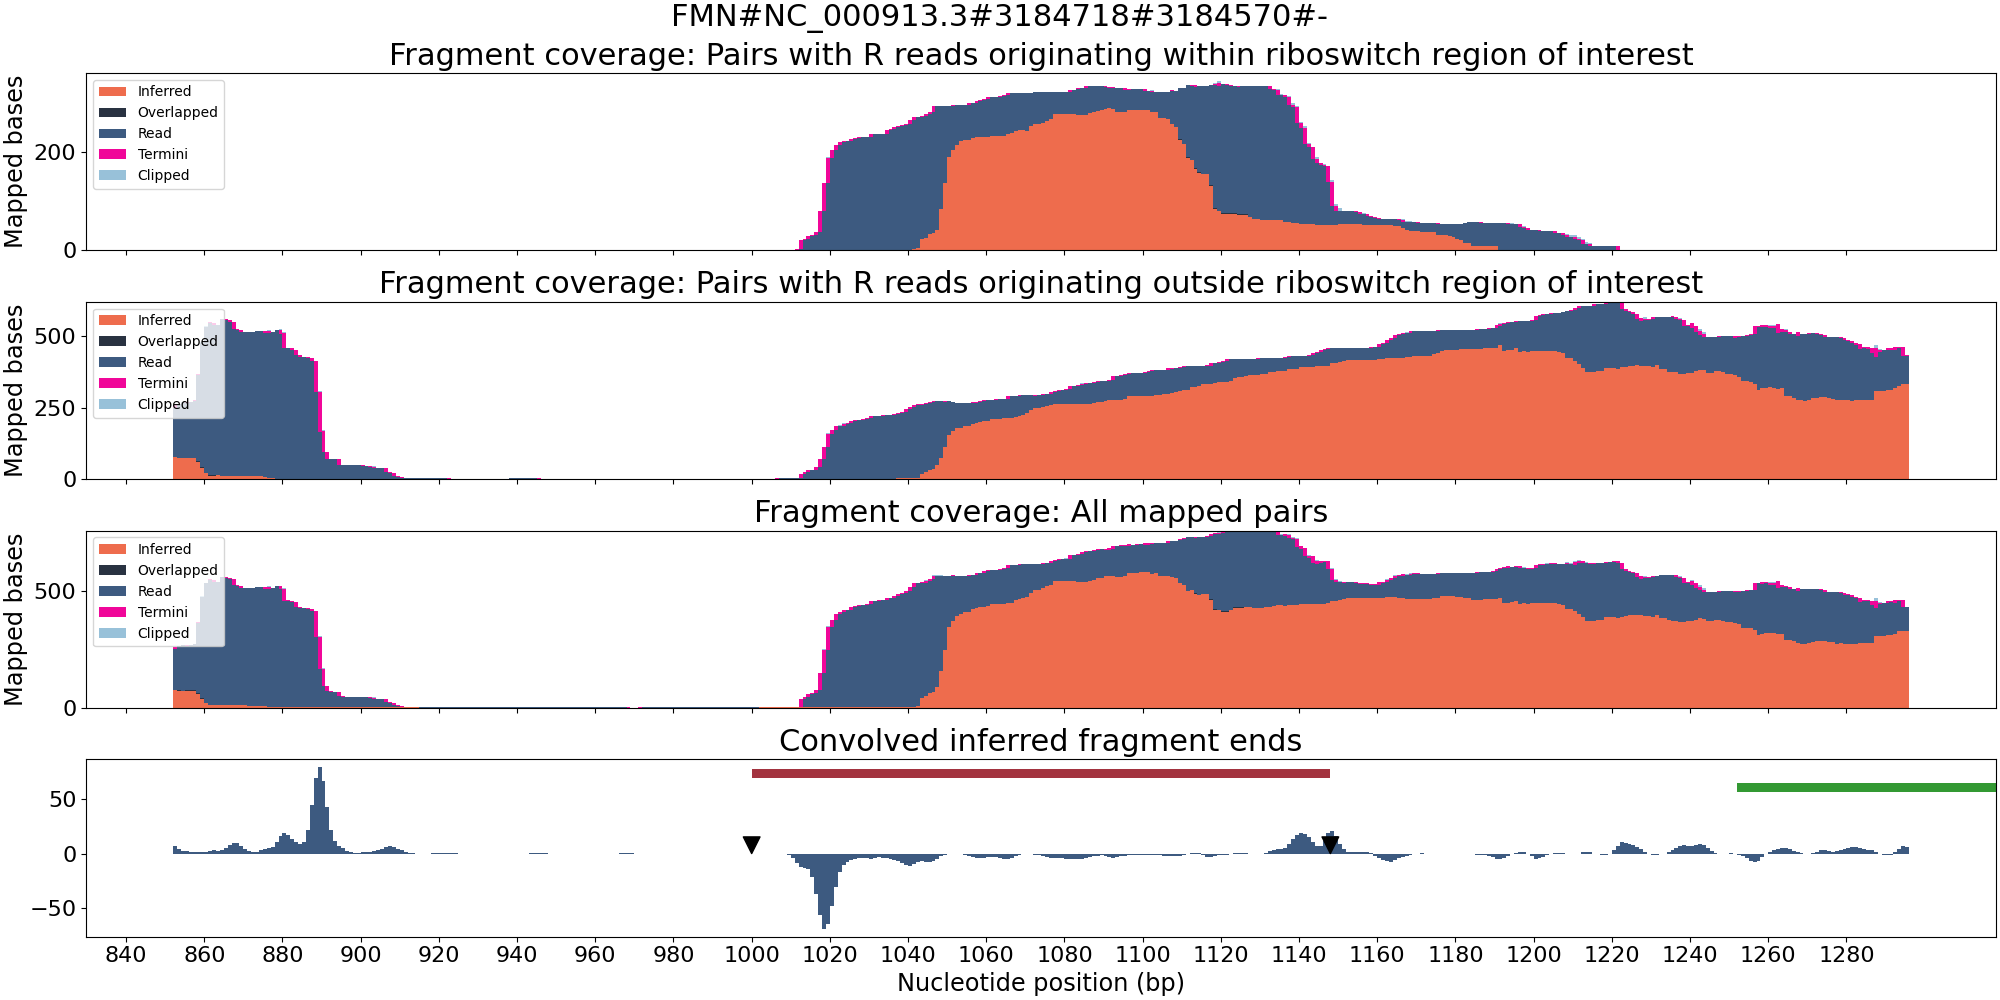 FMN#NC_000913.3#3184718#3184570#-
Fragment coverage: Pairs with R reads originating within riboswitch region of interest
Mapped bases
200
0
Inferred
Overlapped
Read
Termini
Clipped
Fragment coverage: Pairs with R reads originating outside riboswitch region of interest
Mapped bases
500
250
0
Inferred
Overlapped
Read
Termini
Clipped
Fragment coverage: All mapped pairs
Mapped bases
500
0
Inferred
Overlapped
Read
Termini
Clipped
Convolved inferred fragment ends
50
0
−50
840 860 880 900 920 940 960 980 1000 1020 1040 1060 1080 1100 1120 1140 1160 1180 1200 1220 1240 1260 1280
Nucleotide position (bp)